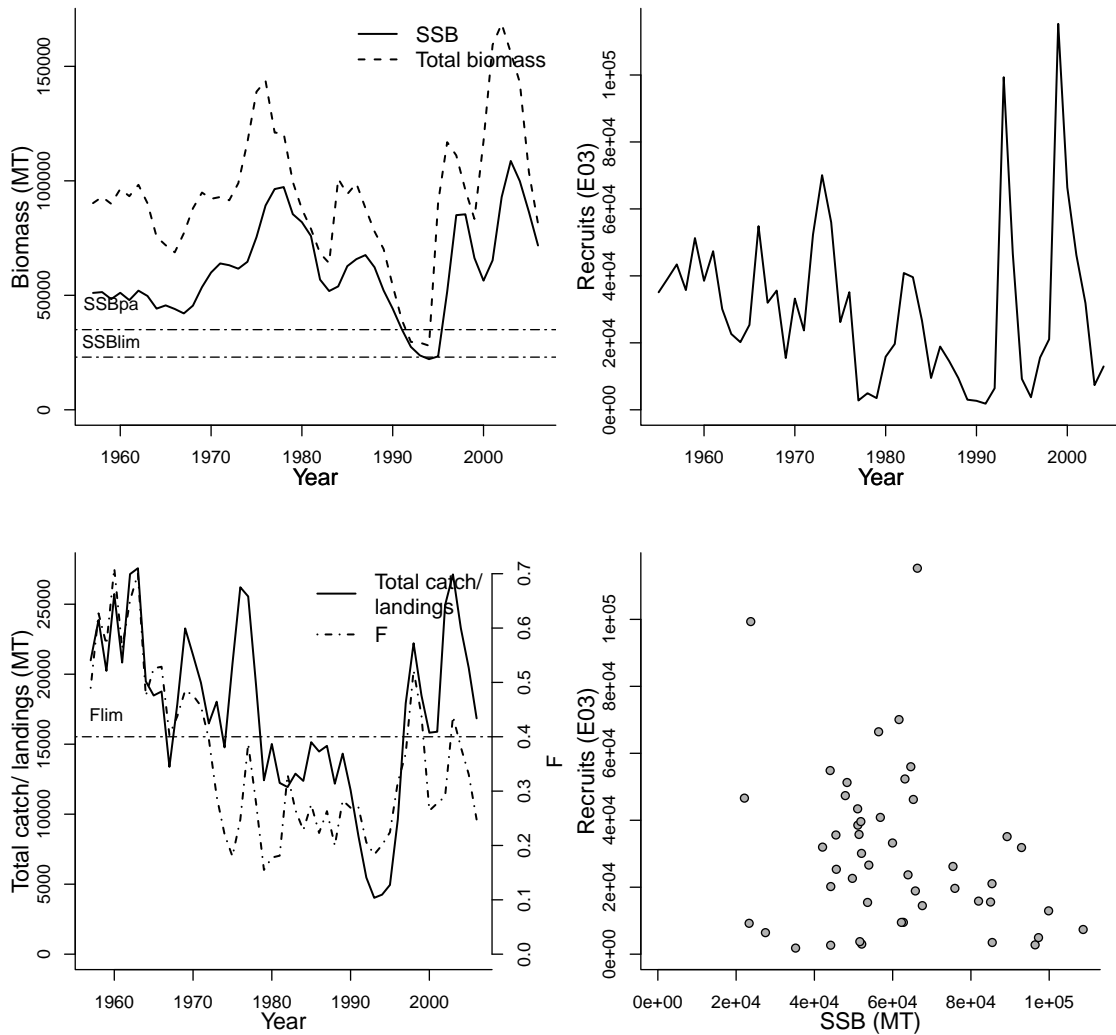 SSB
Total biomass
Biomass (MT)
0
50000
100000
150000
SSBpa
SSBlim
1960 1970 1980 1990 2000
Year
Recruits (E03)
0e+00 2e+04 4e+04 6e+04 8e+04 1e+05
1960 1970 1980 1990 2000
Year
Total catch/
landings
F
Total catch/ landings (MT)
0 5000 10000 15000 20000 25000
Flim
0.0 0.1 0.2 0.3 0.4 0.5 0.6 0.7
F
1960 1970 1980 1990 2000
Year
Recruits (E03)
0e+00 2e+04 4e+04 6e+04 8e+04 1e+05
0e+00 2e+04 4e+04 6e+04 8e+04 1e+05
SSB (MT)